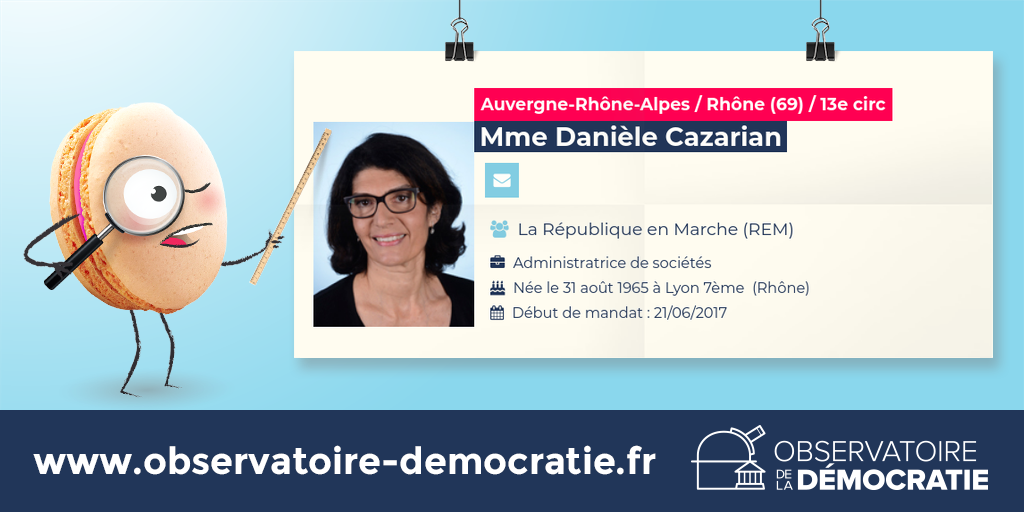 Auvergne-Rhône-Alpes / Rhône (69) / 13e circ
Mme Danièle Cazarian
La République en Marche (REM)
Administratrice de sociétés
Née le 31 août 1965 à Lyon 7ème (Rhône)
Début de mandat : 21/06/2017
www.observatoire-democratie.fr
OBSERVATOIRE
DE LA DÉMOCRATIE